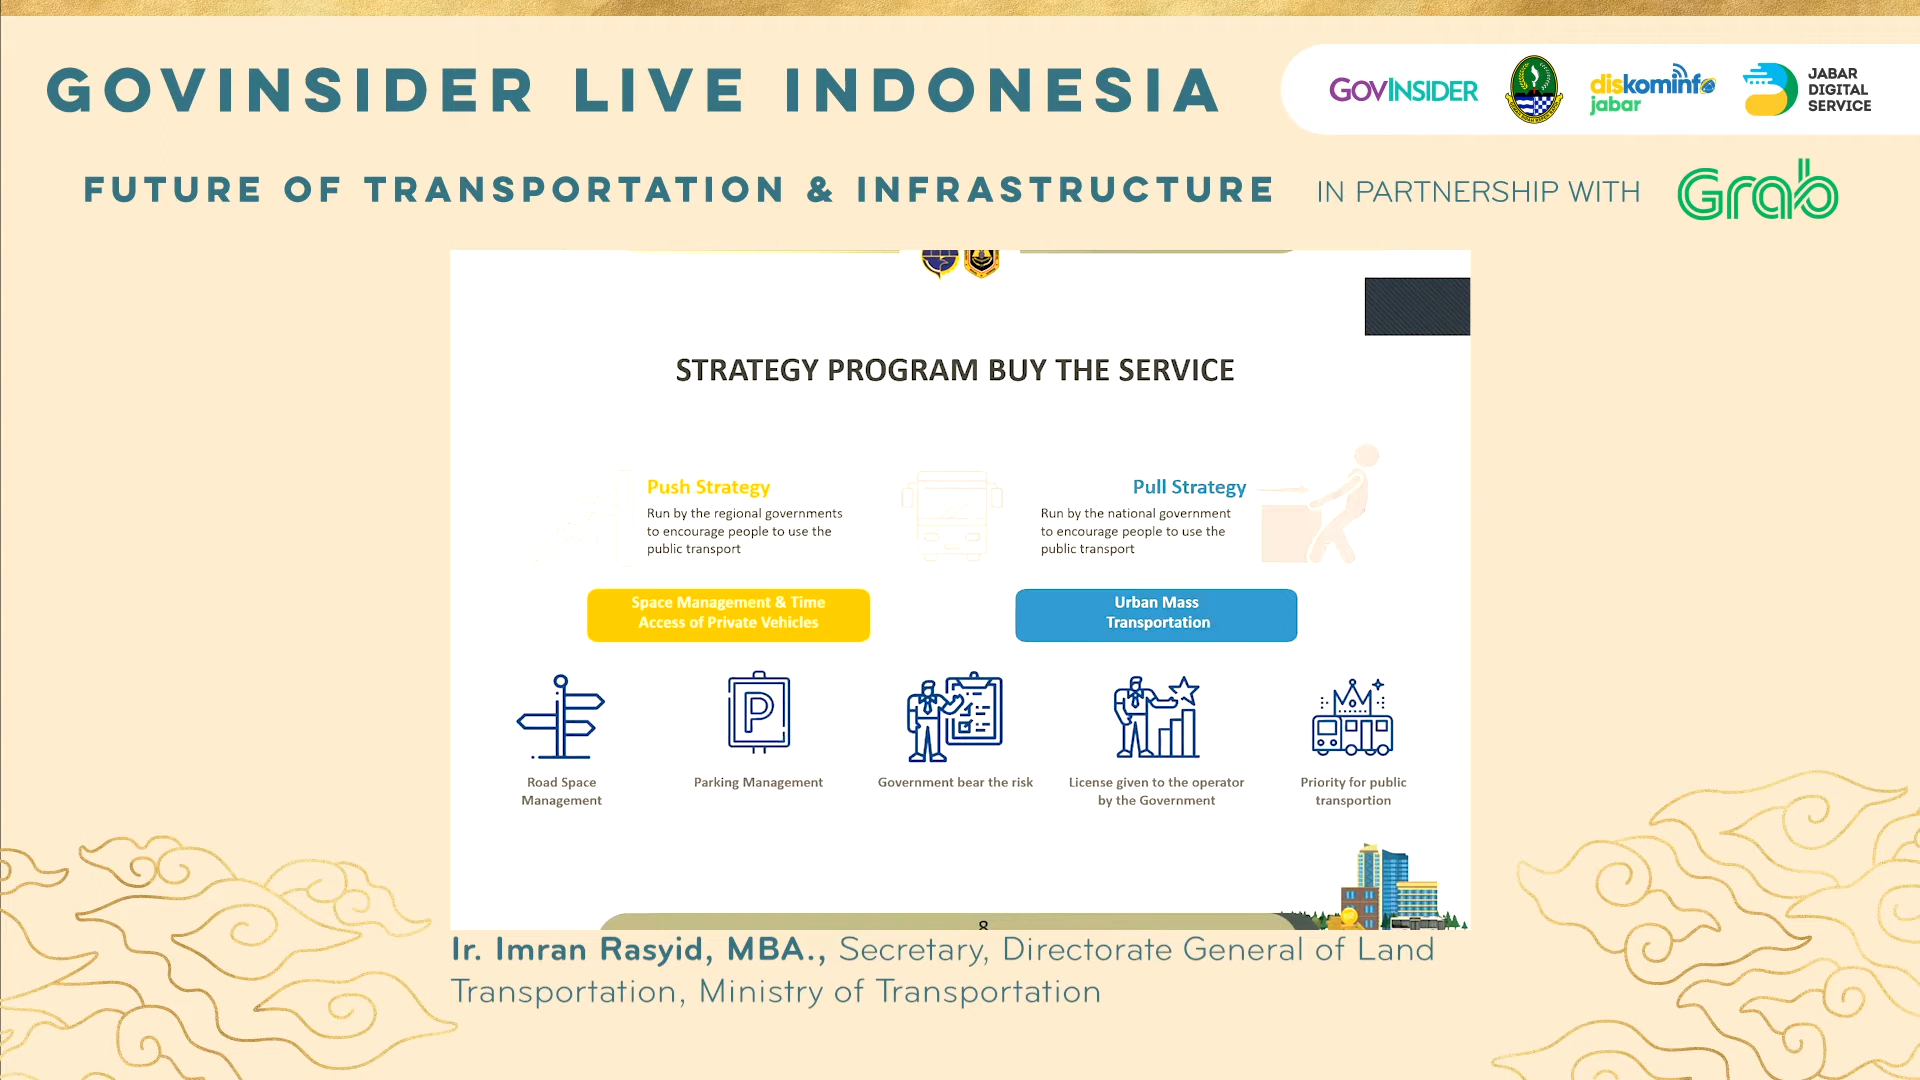 GOVINSIDER LIVE INDONESIA
GOVINSIDER
diskominfo
jabar
JABAR
DIGITAL
SERVICE
FUTURE OF TRANSPORTATION & INFRASTRUCTURE
IN PARTNERSHIP WITH
Grab
STRATEGY PROGRAM BUY THE SERVICE
Push Strategy
Run by the regional governments
to encourage people to use the
public transport
Pull Strategy
Run by the national government
to encourage people to use the
public transport
Space Management & Time
Access of Private Vehicles
Urban Mass
Transportation
P
Road Space
Management
Parking Management
Government bear the risk
License given to the operator
by the Government
Priority for public
transportion
8
Ir. Imran Rasyid, MBA., Secretary, Directorate General of Land
Transportation, Ministry of Transportation